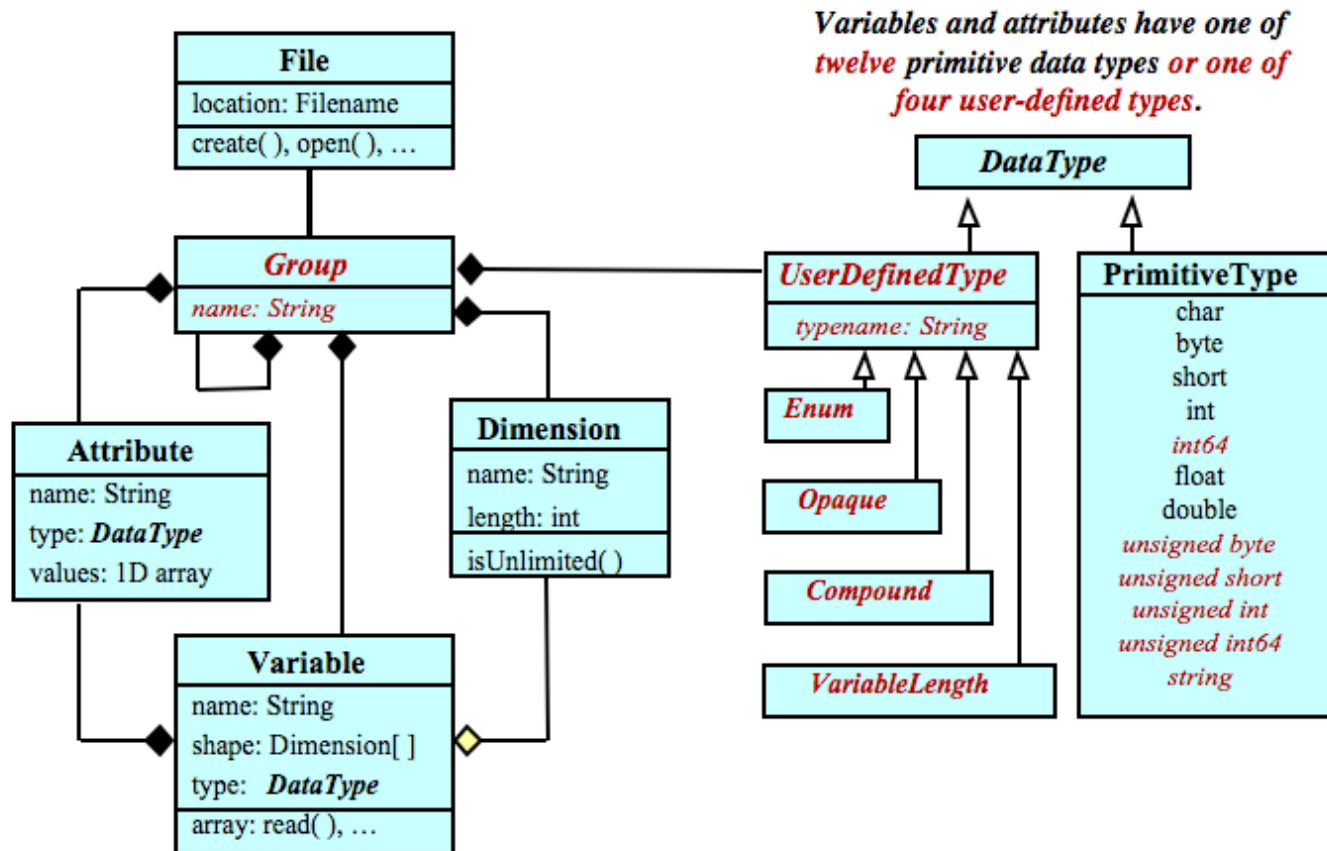 Variables and attributes have one of
twelve primitive data types or one of
four user-defined types.
File
location: Filename
create( ), open( ), …
DataType
Group
name: String
UserDefinedType
typename: String
PrimitiveType
char
byte
short
int
int64
float
double
unsigned byte
unsigned short
unsigned int
unsigned int64
string
Enum
Opaque
Compound
VariableLength
Attribute
name: String
type: DataType
values: 1D array
Dimension
name: String
length: int
isUnlimited( )
Variable
name: String
shape: Dimension[ ]
type: DataType
array: read( ), …